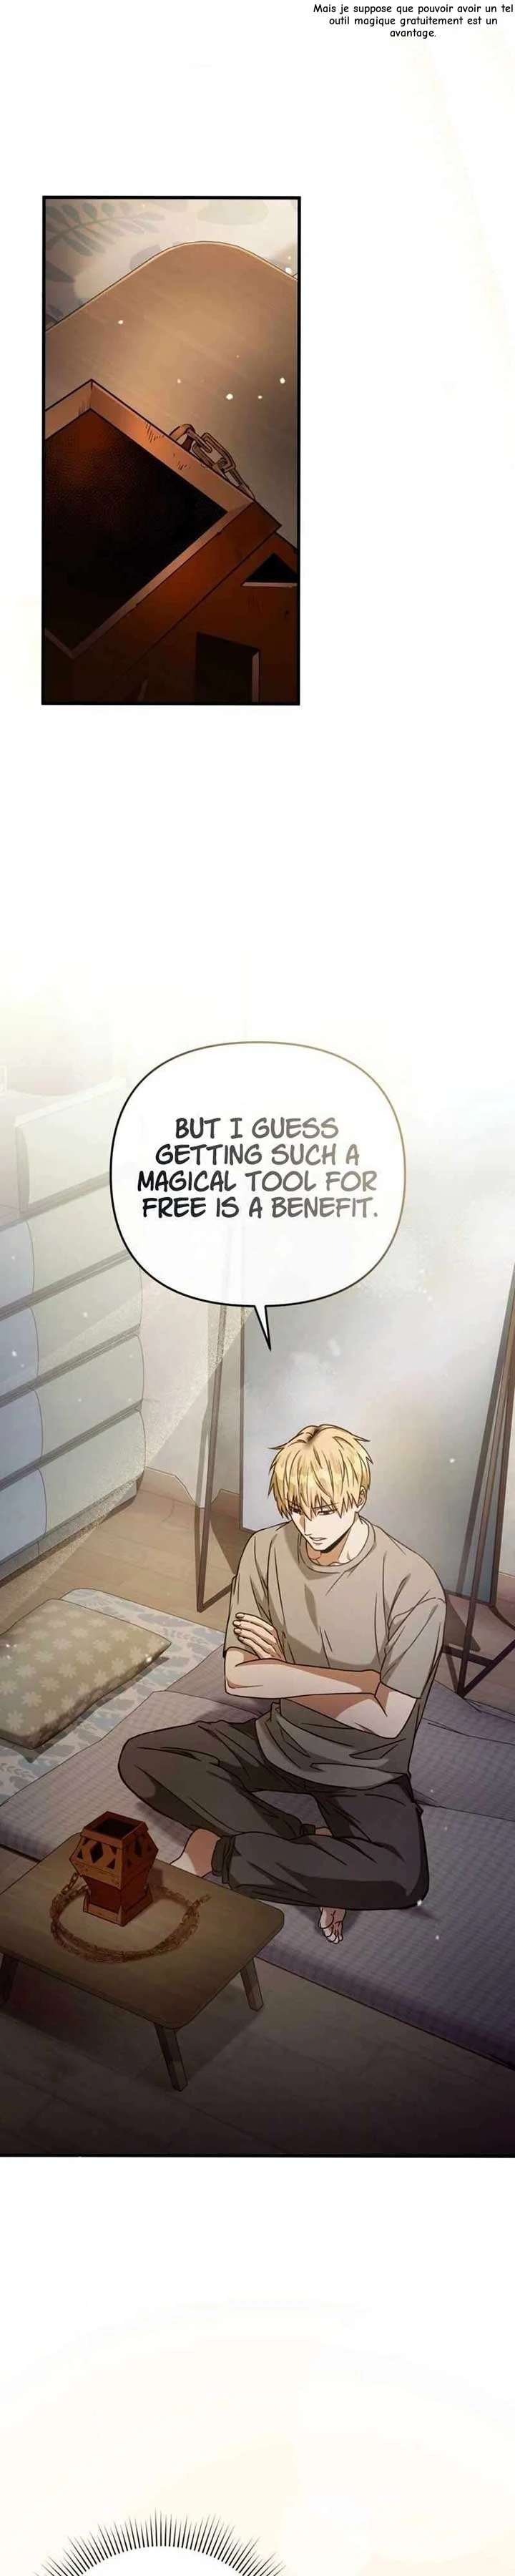 Mais je suppose que pouvoir avoir un tel
outil magique gratuitement est un
avantage.
BUT I GUESS
GETTING SUCH A
MAGICAL TOOL FOR
FREE IS A BENEFIT.